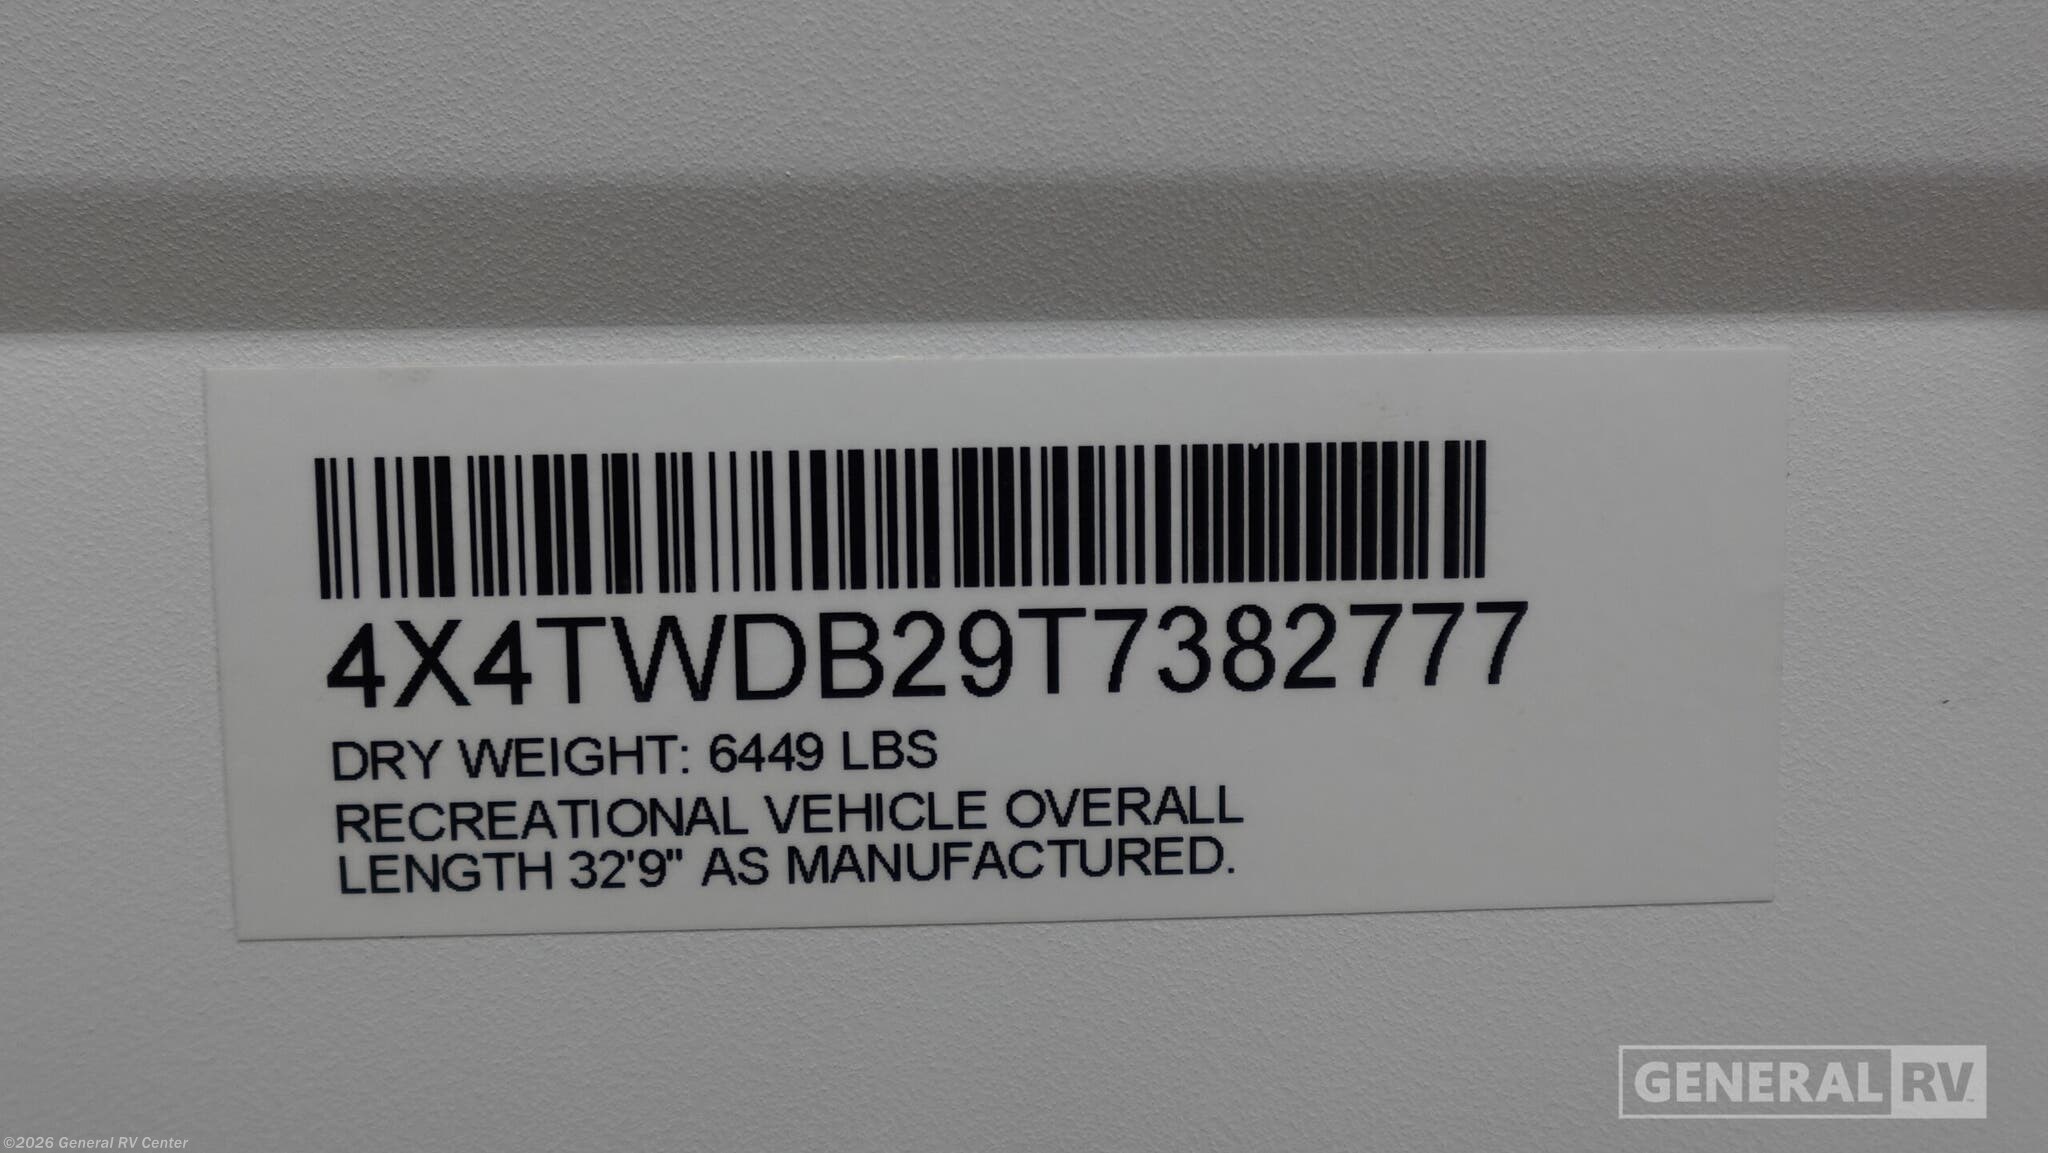 4X4TWDB29T7382777
DRY WEIGHT: 6449 LBS
RECREATIONAL VEHICLE OVERALL
LENGTH 32'9" AS MANUFACTURED.
GENERAL RV
©2026 General RV Center